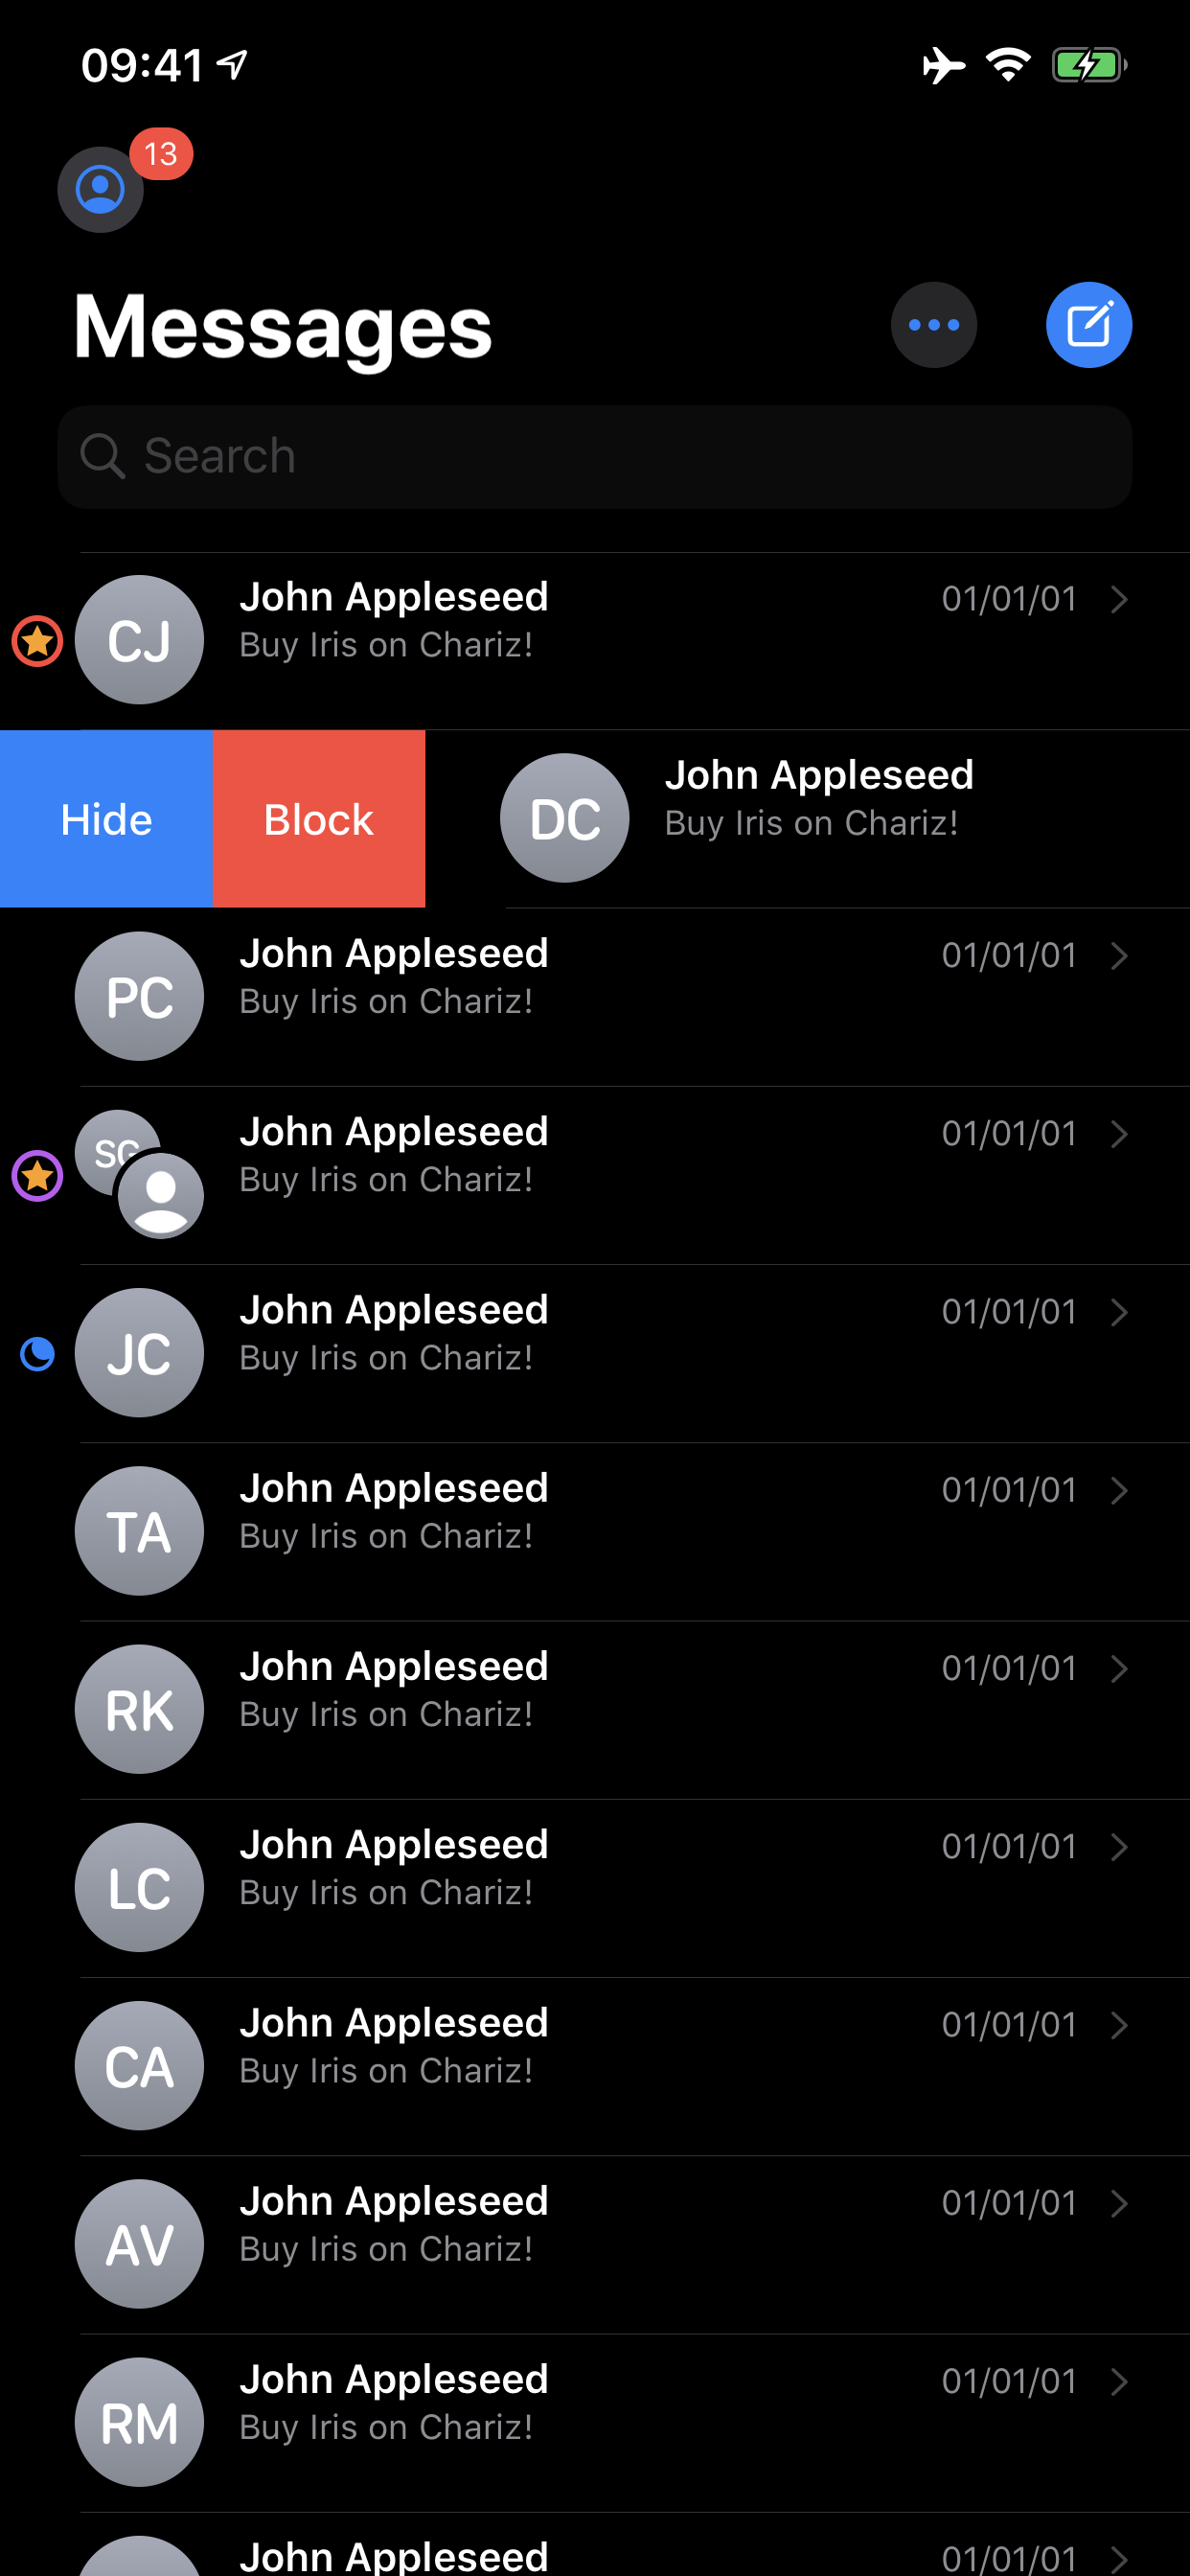 09:41
13
Messages
Search
CJ
John Appleseed
01/01/01
Buy Iris on Chariz!
Hide
Block
DC
John Appleseed
Buy Iris on Chariz!
PC
John Appleseed
01/01/01
Buy Iris on Chariz!
SG
John Appleseed
01/01/01
Buy Iris on Chariz!
JC
John Appleseed
01/01/01
Buy Iris on Chariz!
TA
John Appleseed
01/01/01
Buy Iris on Chariz!
RK
John Appleseed
01/01/01
Buy Iris on Chariz!
LC
John Appleseed
01/01/01
Buy Iris on Chariz!
CA
John Appleseed
01/01/01
Buy Iris on Chariz!
AV
John Appleseed
01/01/01
Buy Iris on Chariz!
RM
John Appleseed
01/01/01
Buy Iris on Chariz!
John Appleseed
01/01/01